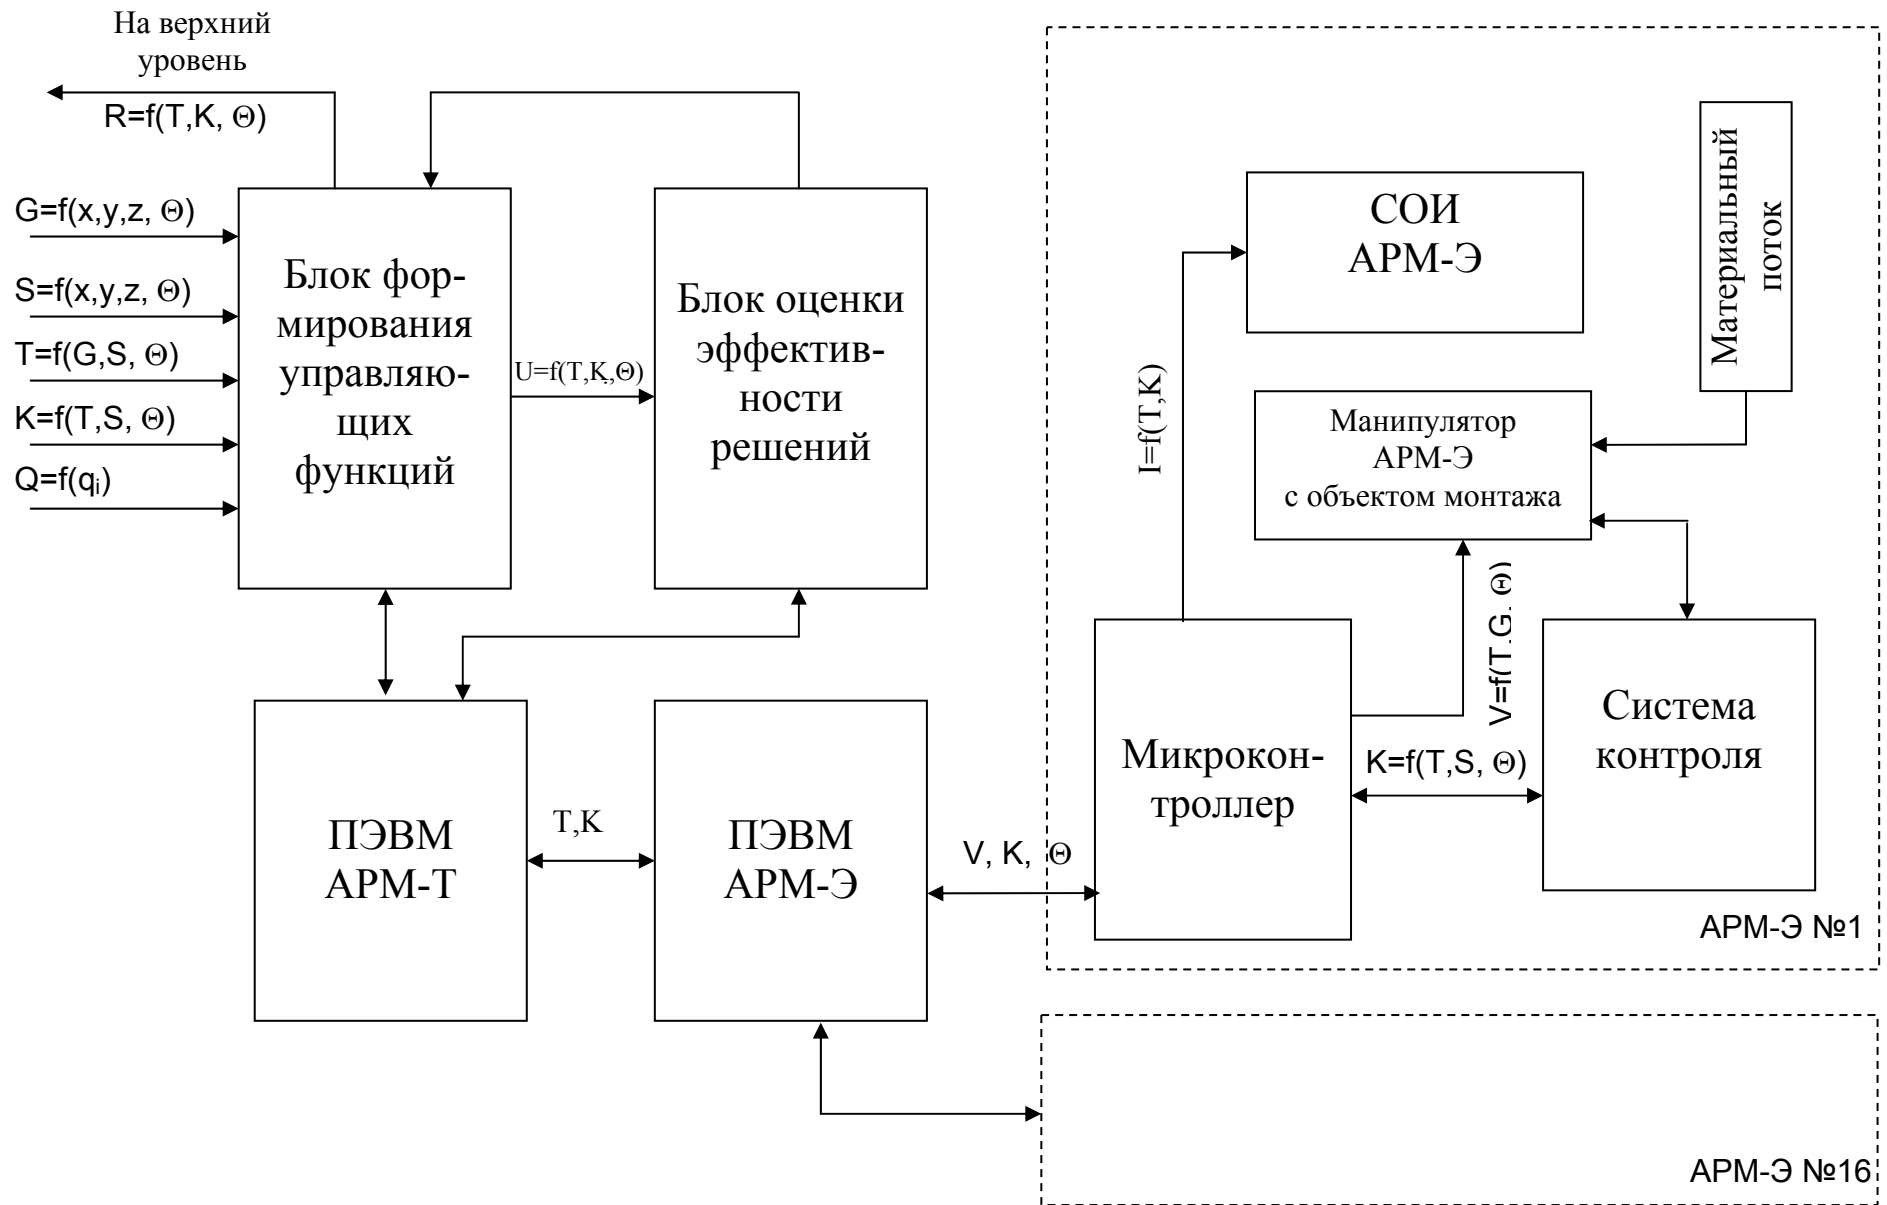 На верхний
уровень
R=f(T,K, Θ)
G=f(x,y,z, Θ)
S=f(x,y,z, Θ)
T=f(G,S, Θ)
K=f(T,S, Θ)
Q=f(qi)
Блок фор-
мирования
управляю-
щих
функций
U=f(T,K,Θ)
Блок оценки
эффектив-
ности
решений
ПЭВМ
АРМ-Т
T,K
ПЭВМ
АРМ-Э
V, K, Θ
СОИ
АРМ-Э
Материальный
поток
I=f(T,K)
Манипулятор
АРМ-Э
с объектом монтажа
V=f(T,G, Θ)
Микрокон-
троллер
K=f(T,S, Θ)
Система
контроля
АРМ-Э №1
АРМ-Э №16